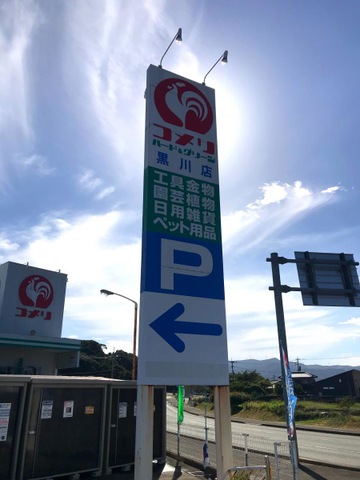 コメリ
ハード&グリーン
黒川店
工具金物
園芸植物
日用雑貨
ペット用品
P
コメリ